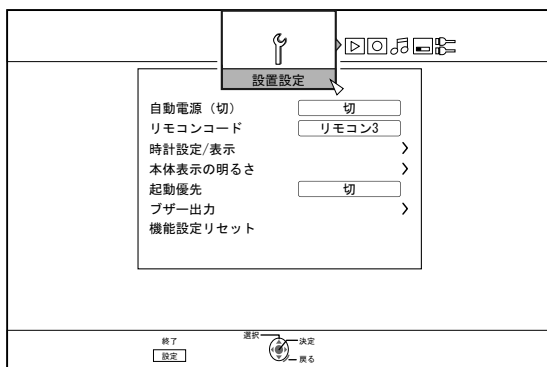 設置設定
自動電源（切） 切
リモコンコード リモコン3
時計設定/表示
本体表示の明るさ
起動優先 切
ブザー出力
機能設定リセット
終了
設定
選択
決定
戻る